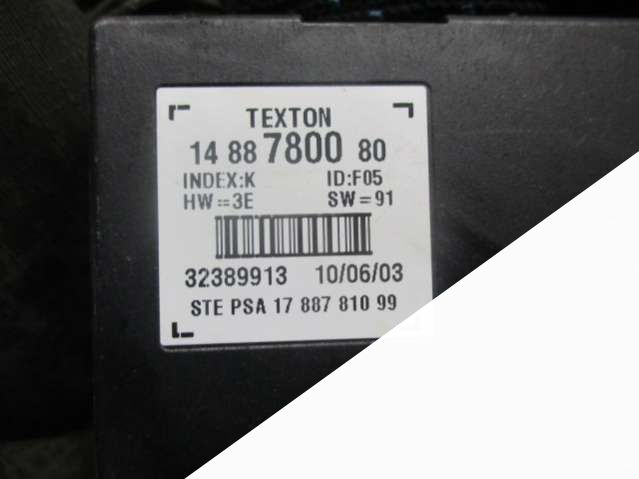 TEXTON
14 88 7800 80
INDEX:K ID:F05
HW=3E SW=91
32389913 10/06/03
STE PSA 17 887 810 99